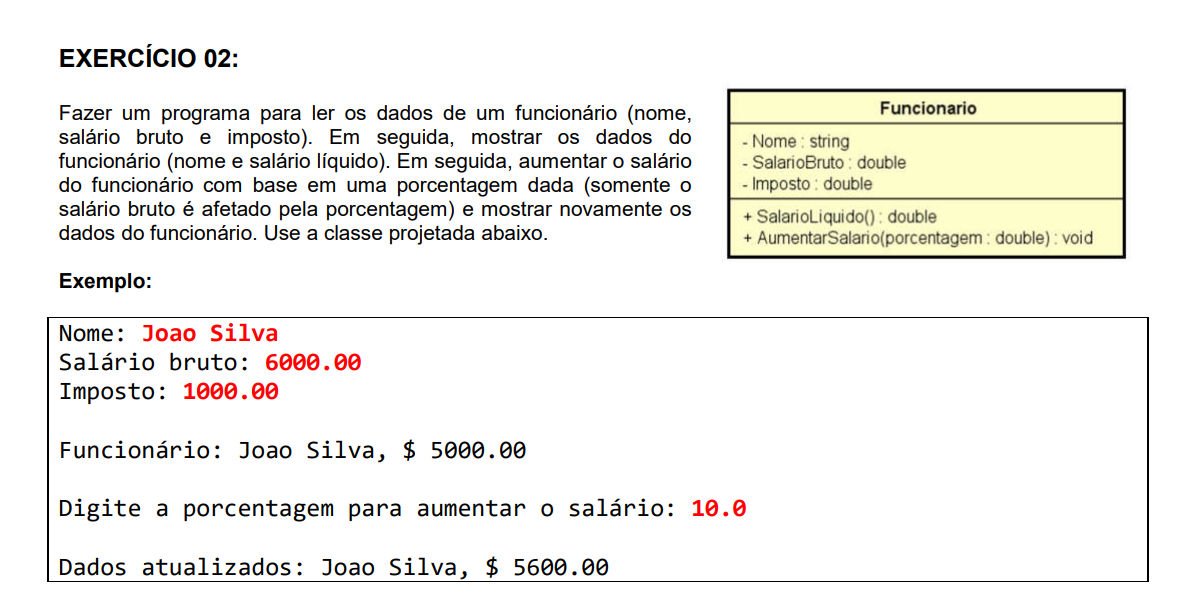 EXERCÍCIO 02:
Fazer um programa para ler os dados de um funcionário (nome,
salário bruto e imposto). Em seguida, mostrar os dados do
funcionário (nome e salário líquido). Em seguida, aumentar o salário
do funcionário com base em uma porcentagem dada (somente o
salário bruto é afetado pela porcentagem) e mostrar novamente os
dados do funcionário. Use a classe projetada abaixo.
Funcionario
- Nome : string
- SalarioBruto : double
- Imposto : double
+ SalarioLiquido() : double
+ AumentarSalario(porcentagem : double) : void
Exemplo:
Nome: Joao Silva
Salário bruto: 6000.00
Imposto: 1000.00
Funcionário: Joao Silva, $ 5000.00
Digite a porcentagem para aumentar o salário: 10.0
Dados atualizados: Joao Silva, $ 5600.00